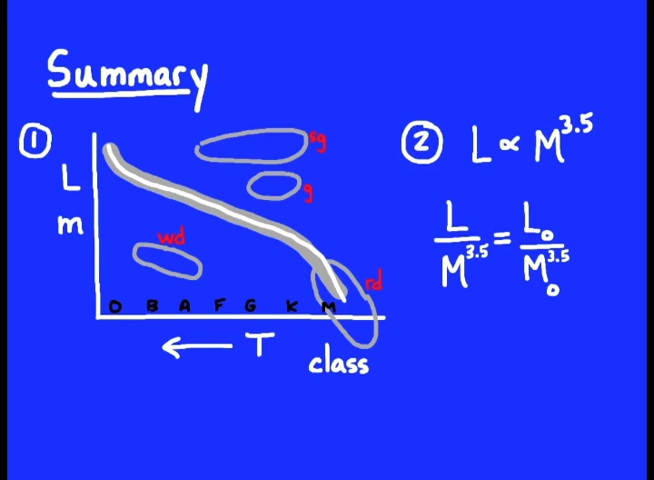 Summary
① L
m
sg
g
wd
rd
O B A F G K M
← T
class
② L ∝ M^3.5
L/M^3.5 = L₀/M₀^3.5